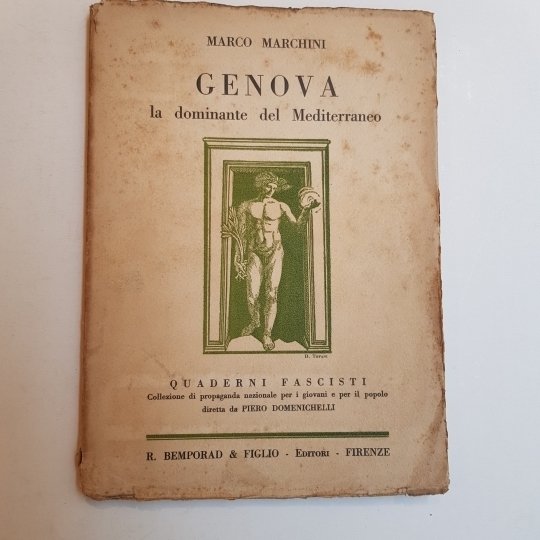 MARCO MARCHINI
GENOVA
la dominante del Mediterraneo
D. Tofani
QUADERNI FASCISTI
Collezione di propaganda nazionale per i giovani e per il popolo
diretta da PIERO DOMENICHELLI
R. BEMPORAD & FIGLIO - EDITORI - FIRENZE